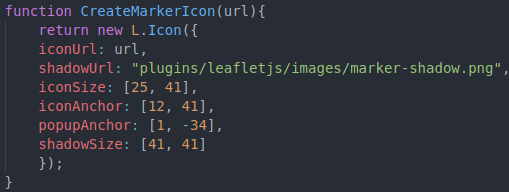 function CreateMarkerIcon(url){
    return new L.Icon({
    iconUrl: url,
    shadowUrl: "plugins/leafletjs/images/marker-shadow.png",
    iconSize: [25, 41],
    iconAnchor: [12, 41],
    popupAnchor: [1, -34],
    shadowSize: [41, 41]
    });
}